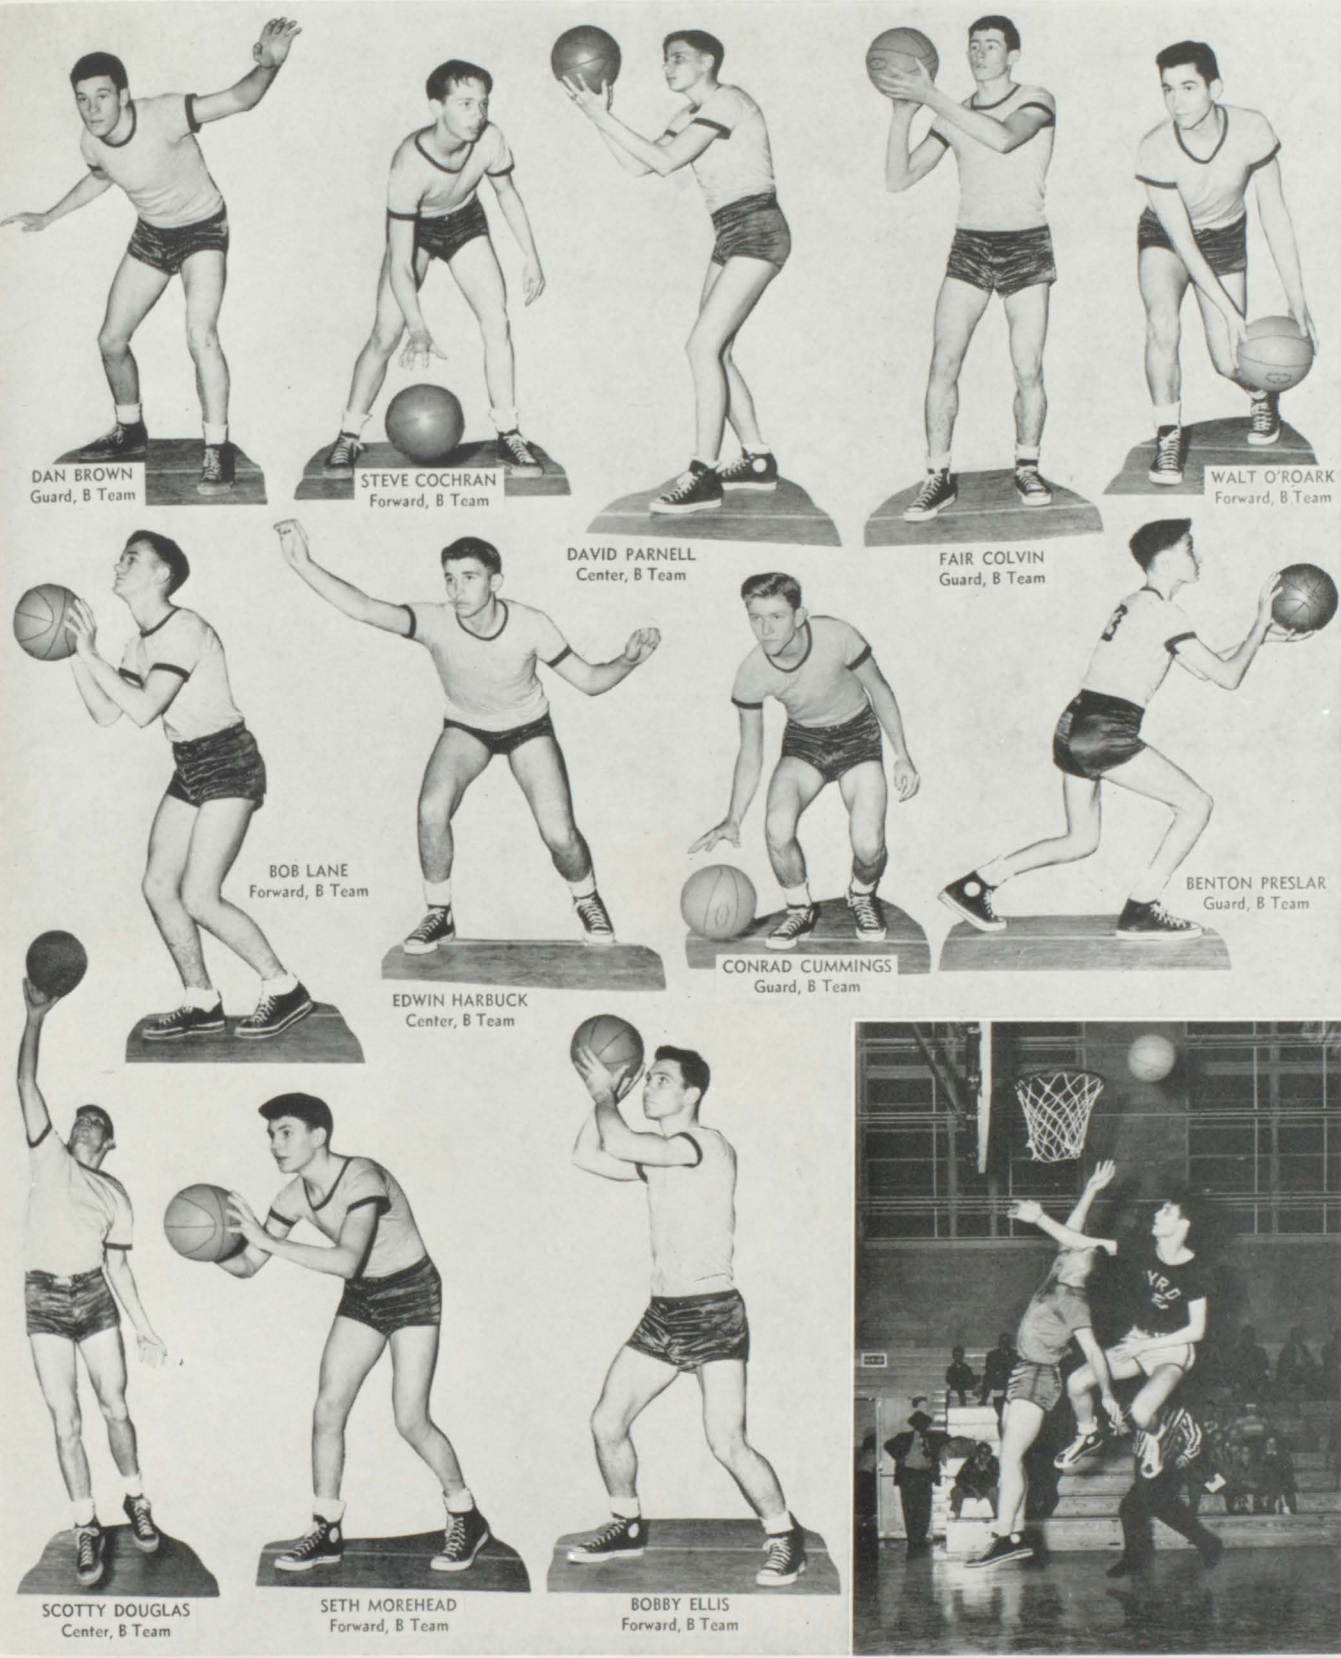 DAN BROWN
Guard, B Team
STEVE COCHRAN
Forward, B Team
DAVID PARNELL
Center, B Team
FAIR COLVIN
Guard, B Team
WALT O'ROARK
Forward, B Team
BOB LANE
Forward, B Team
EDWIN HARBUCK
Center, B Team
CONRAD CUMMINGS
Guard, B Team
BENTON PRESLAR
Guard, B Team
SCOTTY DOUGLAS
Center, B Team
SETH MOREHEAD
Forward, B Team
BOBBY ELLIS
Forward, B Team
YRD